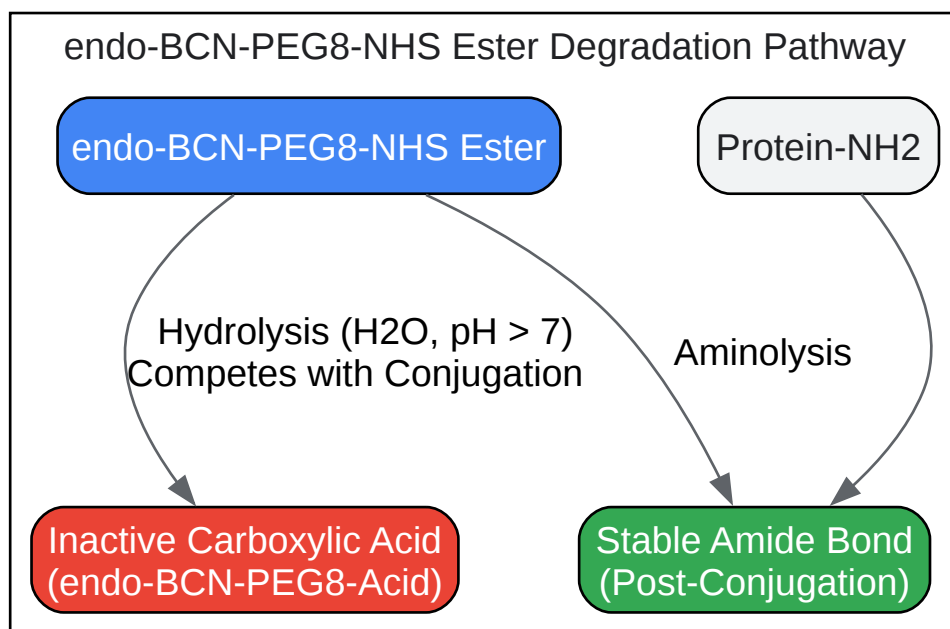 endo-BCN-PEG8-NHS Ester Degradation Pathway
endo-BCN-PEG8-NHS Ester
Protein-NH2
Hydrolysis (H2O, pH > 7)
Competes with Conjugation
Aminolysis
Inactive Carboxylic Acid
(endo-BCN-PEG8-Acid)
Stable Amide Bond
(Post-Conjugation)